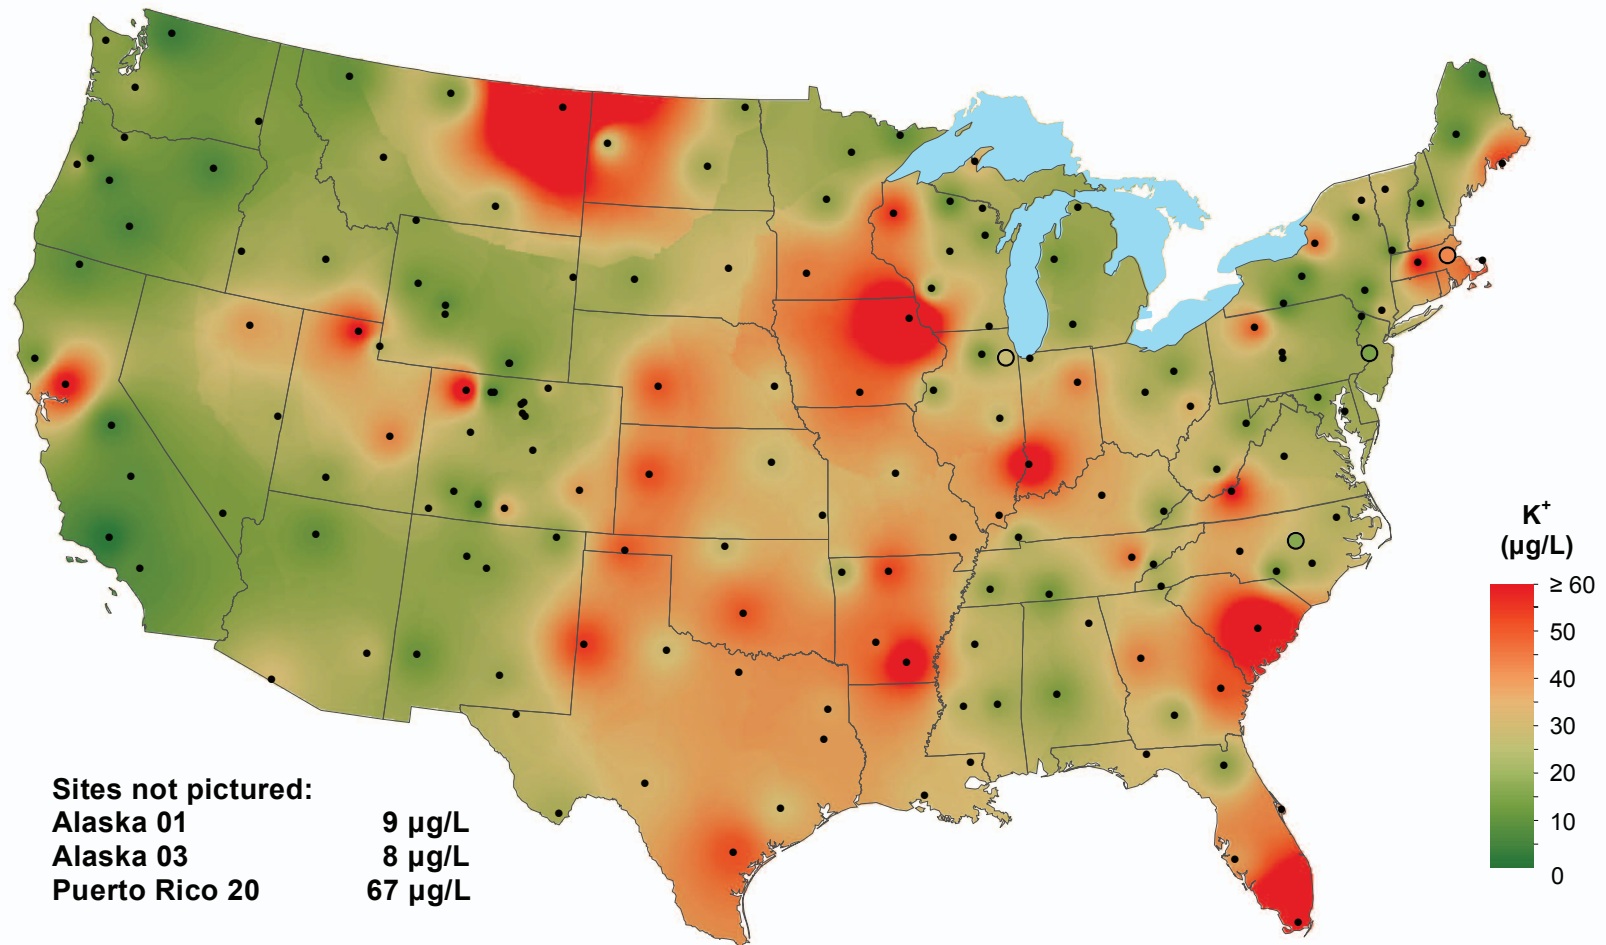 K+
(µg/L)
≥ 60
50
40
30
20
10
0
Sites not pictured:
Alaska 01 9 µg/L
Alaska 03 8 µg/L
Puerto Rico 20 67 µg/L